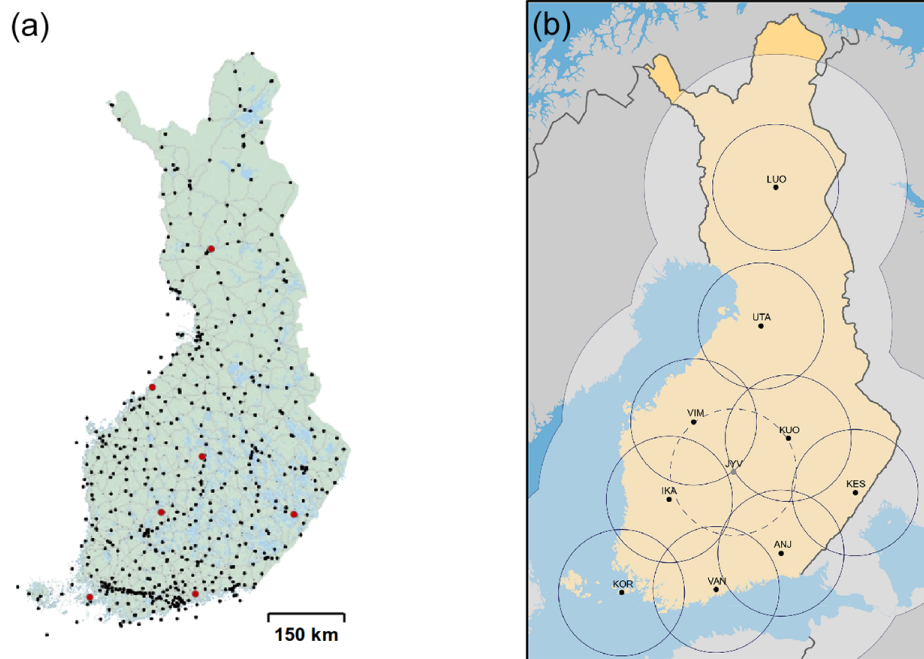 (a)
150 km
(b)
LUO
UTA
VIM
KUO
JYV
IKA
KES
ANJ
KOR
VAN